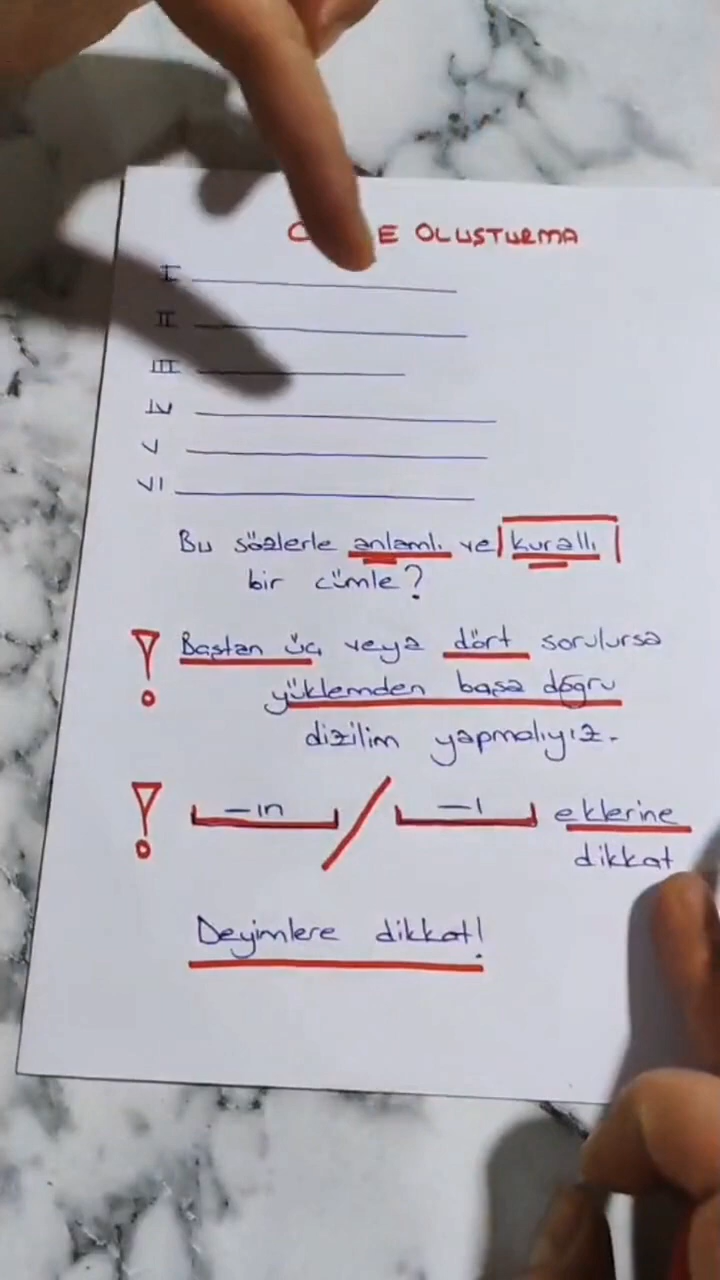 E OLUŞTURMA
I
II
III
IV
V
VI
Bu sözlerle anlamlı ve kurallı
bir cümle?
! Baştan üç veya dört sorulursa
yüklemden başa doğru
dizilim yapmalıyız.
! -ın / -ı eklerine
dikkat
Deyimlere dikkat!